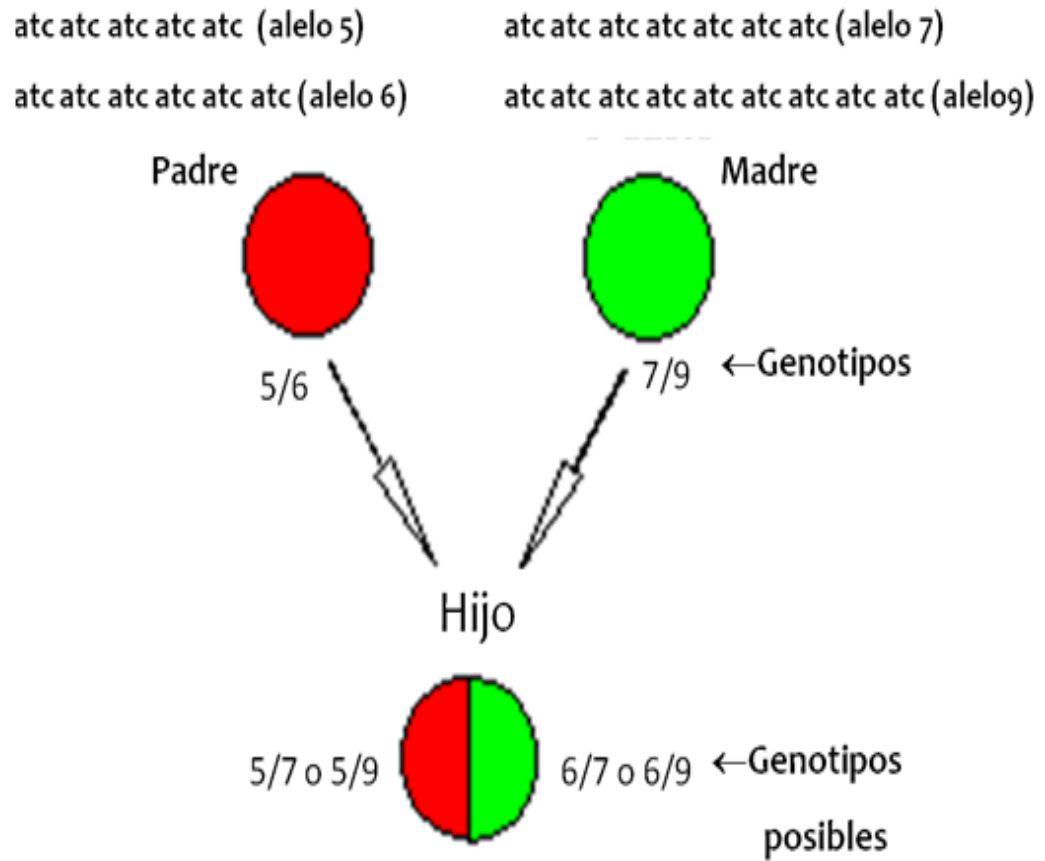 atc atc atc atc atc (alelo 5)
atc atc atc atc atc atc atc (alelo 7)
atc atc atc atc atc atc (alelo 6)
atc atc atc atc atc atc atc atc atc (alelo9)
Padre
Madre
5/6
7/9 ←Genotipos
Hijo
5/7 o 5/9
6/7 o 6/9 ←Genotipos
posibles